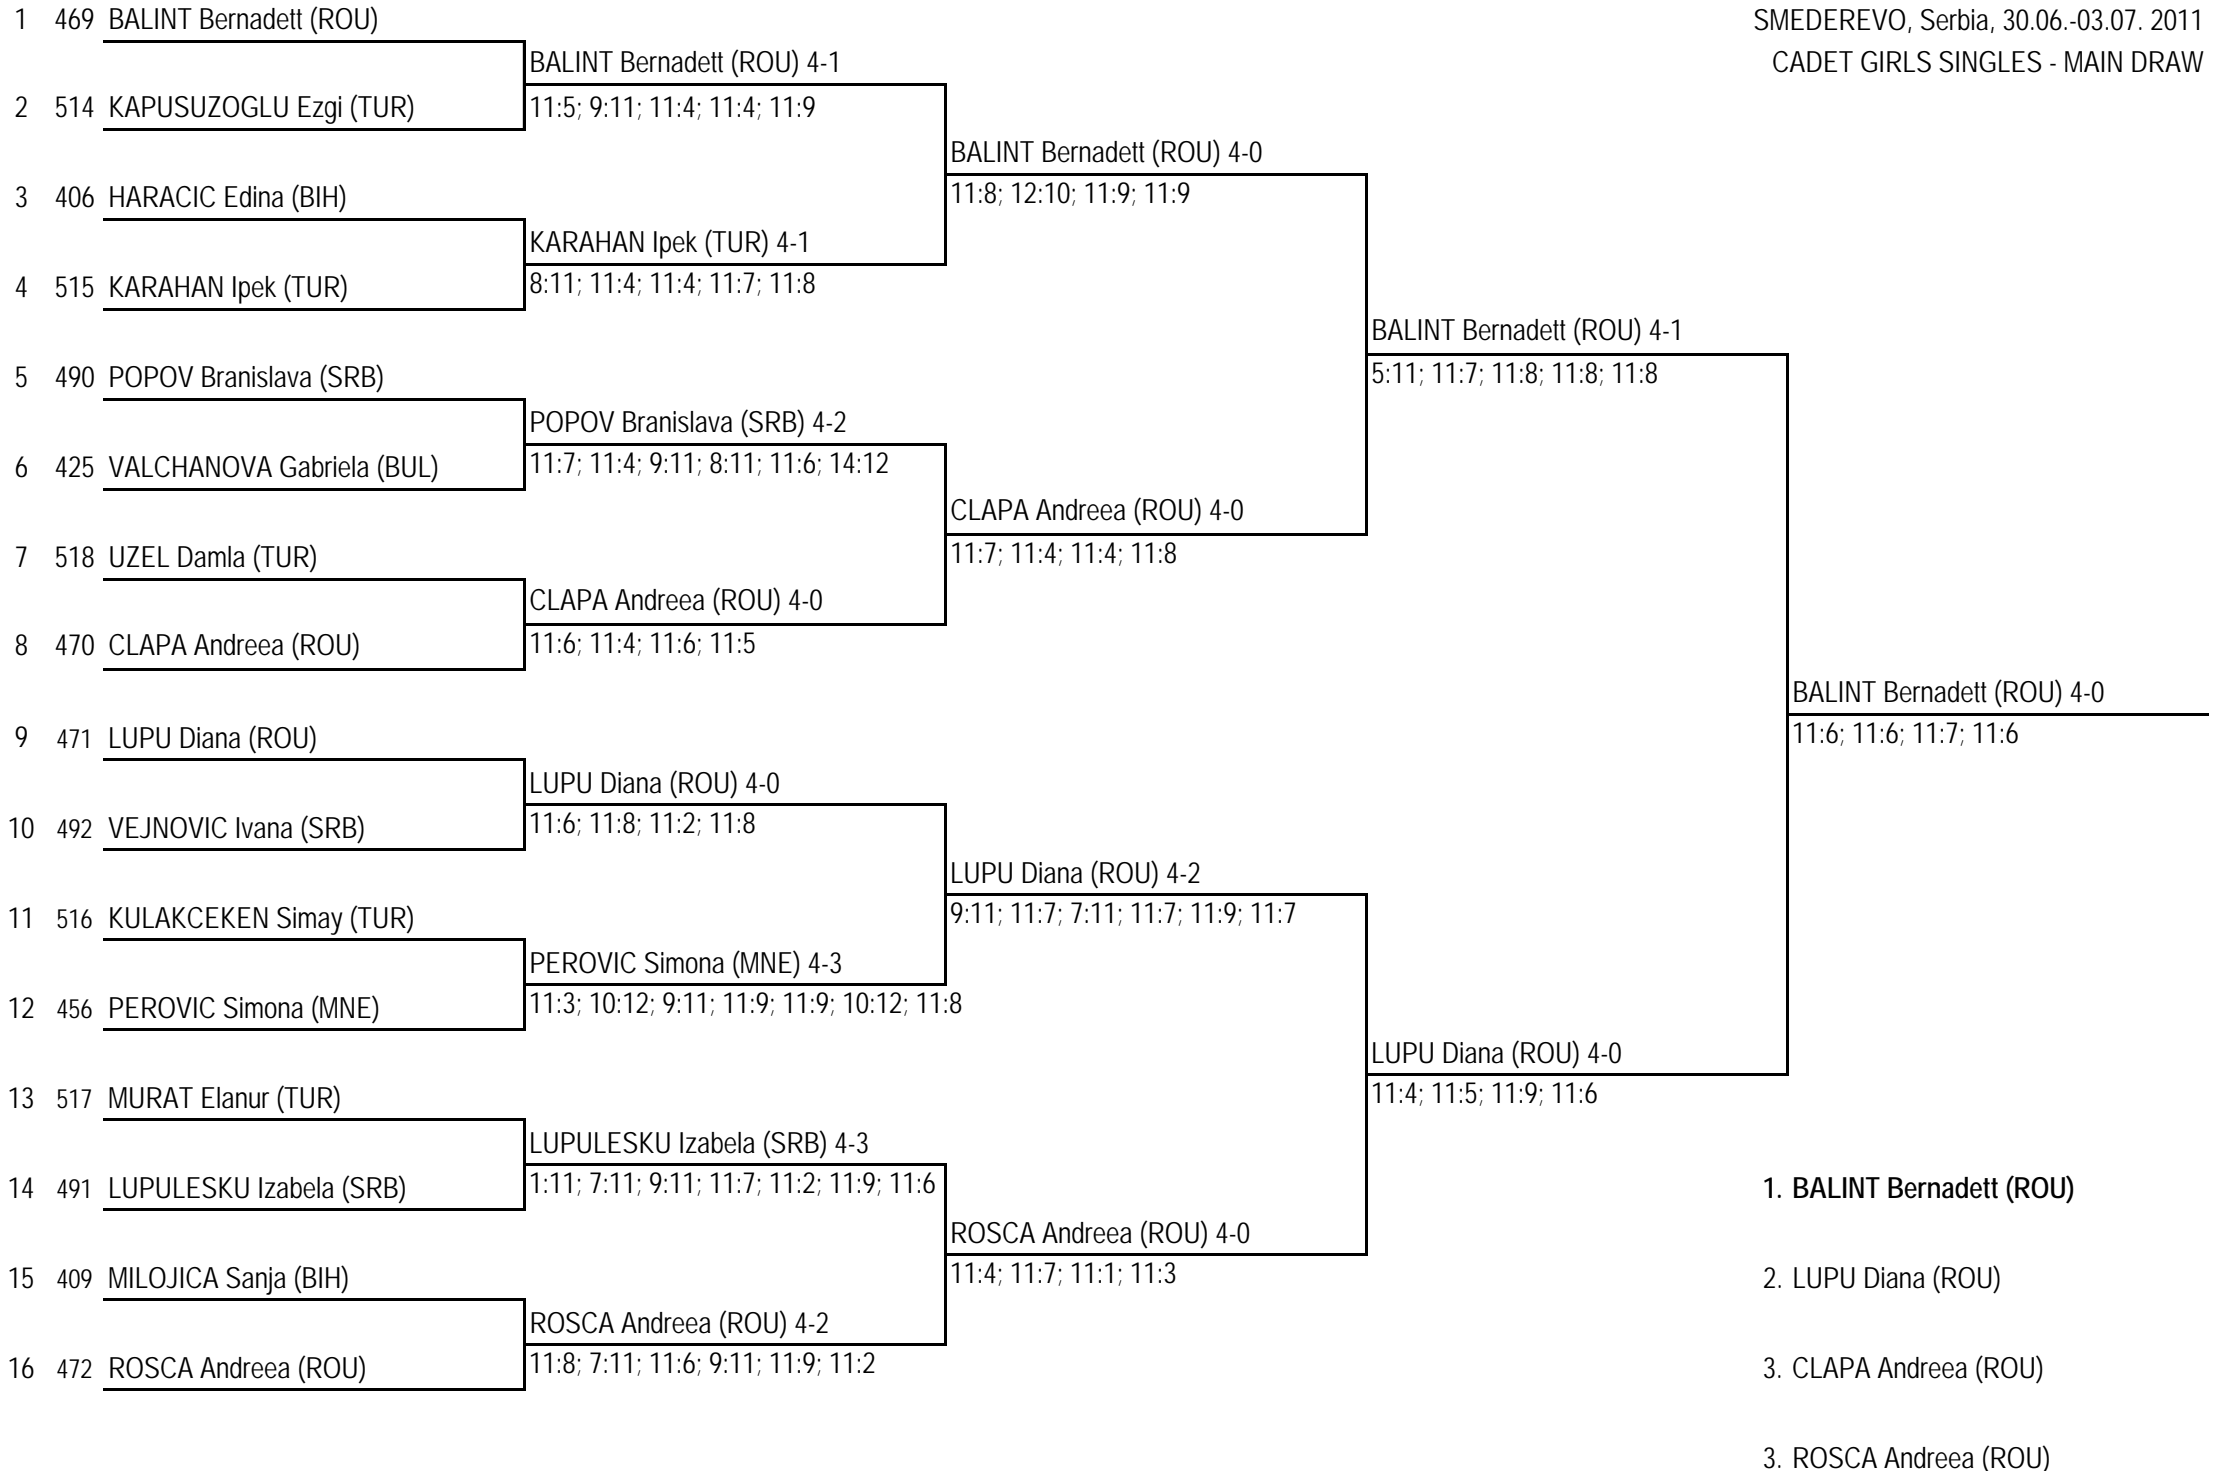 SMEDEREVO, Serbia, 30.06.-03.07. 2011
CADET GIRLS SINGLES - MAIN DRAW
1 469 BALINT Bernadett (ROU)
BALINT Bernadett (ROU) 4-1
2 514 KAPUSUZOGLU Ezgi (TUR)
11:5; 9:11; 11:4; 11:4; 11:9
BALINT Bernadett (ROU) 4-0
3 406 HARACIC Edina (BIH)
11:8; 12:10; 11:9; 11:9
KARAHAN Ipek (TUR) 4-1
4 515 KARAHAN Ipek (TUR)
8:11; 11:4; 11:4; 11:7; 11:8
BALINT Bernadett (ROU) 4-1
5 490 POPOV Branislava (SRB)
5:11; 11:7; 11:8; 11:8; 11:8
POPOV Branislava (SRB) 4-2
6 425 VALCHANOVA Gabriela (BUL)
11:7; 11:4; 9:11; 8:11; 11:6; 14:12
CLAPA Andreea (ROU) 4-0
7 518 UZEL Damla (TUR)
11:7; 11:4; 11:4; 11:8
CLAPA Andreea (ROU) 4-0
8 470 CLAPA Andreea (ROU)
11:6; 11:4; 11:6; 11:5
BALINT Bernadett (ROU) 4-0
11:6; 11:6; 11:7; 11:6
9 471 LUPU Diana (ROU)
LUPU Diana (ROU) 4-0
10 492 VEJNOVIC Ivana (SRB)
11:6; 11:8; 11:2; 11:8
LUPU Diana (ROU) 4-2
11 516 KULAKCEKEN Simay (TUR)
9:11; 11:7; 7:11; 11:7; 11:9; 11:7
PEROVIC Simona (MNE) 4-3
12 456 PEROVIC Simona (MNE)
11:3; 10:12; 9:11; 11:9; 11:9; 10:12; 11:8
LUPU Diana (ROU) 4-0
13 517 MURAT Elanur (TUR)
11:4; 11:5; 11:9; 11:6
LUPULESKU Izabela (SRB) 4-3
14 491 LUPULESKU Izabela (SRB)
1:11; 7:11; 9:11; 11:7; 11:2; 11:9; 11:6
ROSCA Andreea (ROU) 4-0
15 409 MILOJICA Sanja (BIH)
11:4; 11:7; 11:1; 11:3
ROSCA Andreea (ROU) 4-2
16 472 ROSCA Andreea (ROU)
11:8; 7:11; 11:6; 9:11; 11:9; 11:2
1. BALINT Bernadett (ROU)
2. LUPU Diana (ROU)
3. CLAPA Andreea (ROU)
3. ROSCA Andreea (ROU)